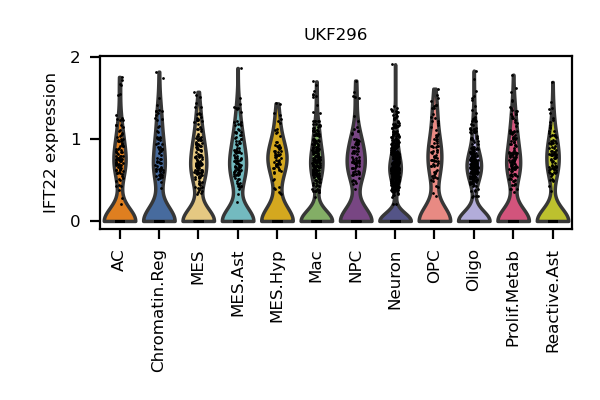 UKF296
IFT22 expression
2
1
0
AC
Chromatin.Reg
MES
MES.Ast
MES.Hyp
Mac
NPC
Neuron
OPC
Oligo
Prolif.Metab
Reactive.Ast